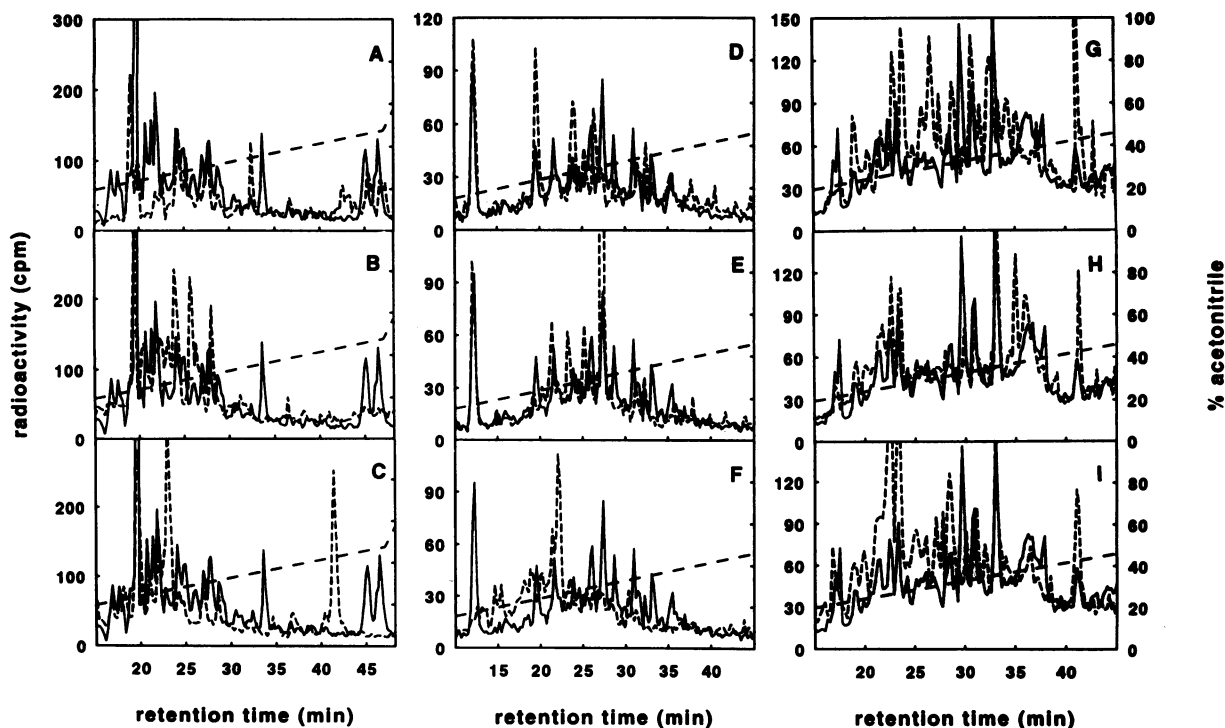 300 A 120 D 150 G 100
200 90 120 80
60 90 60
100 30 60 40
30 20
0 0 0 0
B E H
200 90 120 80
60 90 60
100 30 60 40
30 20
0 0 0 0
C F I
200 90 120 80
60 90 60
100 30 60 40
30 20
0 0 0 0
20 25 30 35 40 45
15 20 25 30 35 40
20 25 30 35 40
radioactivity (cpm)
% acetonitrile
retention time (min)
retention time (min)
retention time (min)